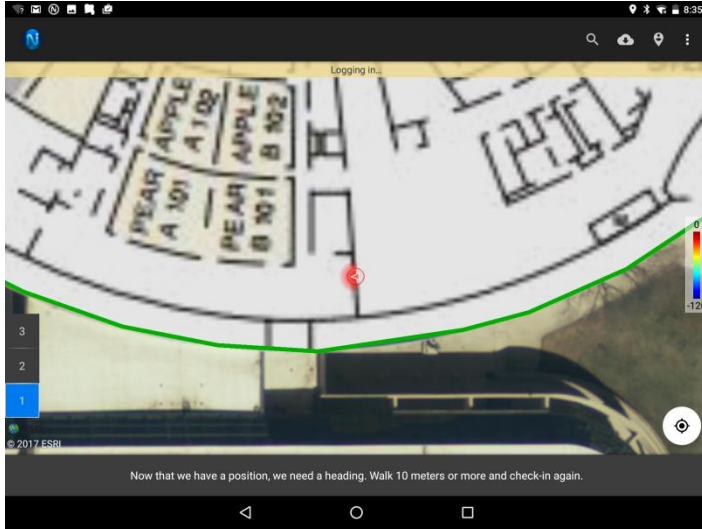 8:35
Logging in...
APPLE
A 102
APPLE
B 102
PEAR
A 101
PEAR
B 101
0
-120
3
2
1
© 2017 ESRI
Now that we have a position, we need a heading. Walk 10 meters or more and check-in again.